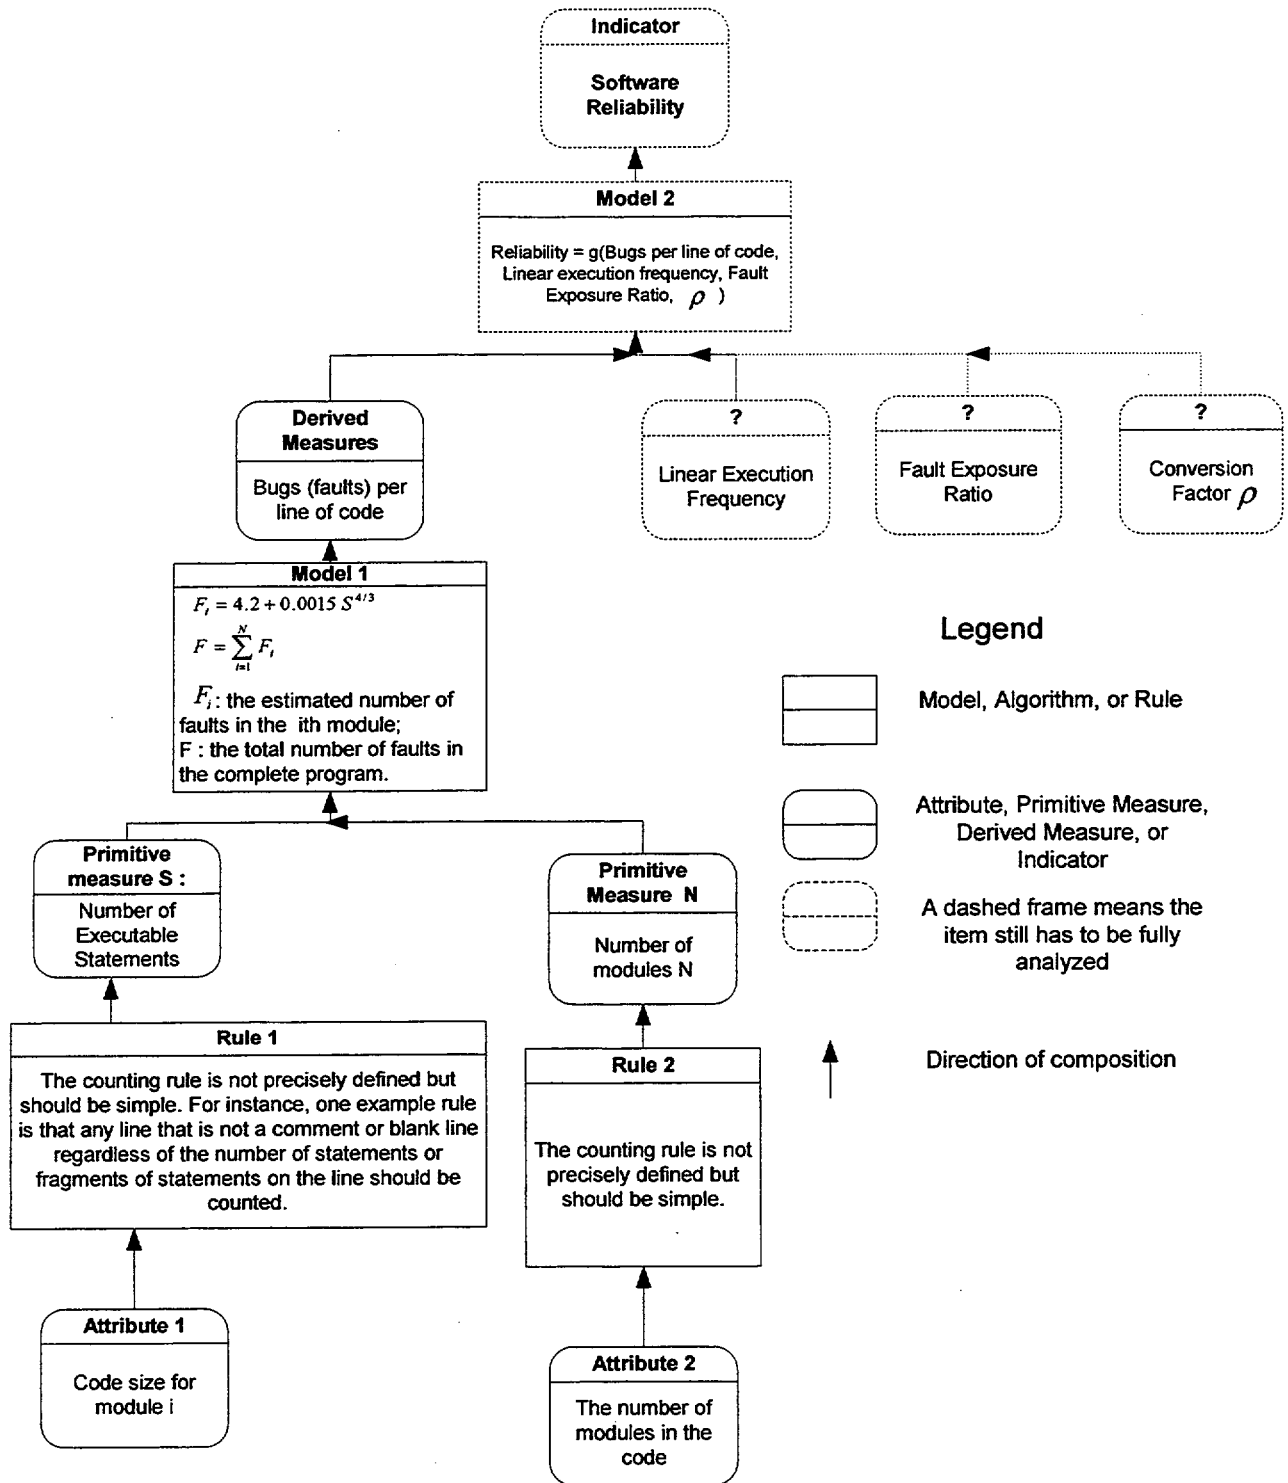 Indicator
Software
Reliability
Model 2
Reliability = g(Bugs per line of code,
Linear execution frequency, Fault
Exposure Ratio, ρ )
Derived
Measures
Bugs (faults) per
line of code
?
Linear Execution
Frequency
?
Fault Exposure
Ratio
?
Conversion
Factor ρ
Model 1
F_i = 4.2 + 0.0015 S^{4/3}
F = \sum_{i=1}^{N} F_i
F_i : the estimated number of
faults in the ith module;
F : the total number of faults in
the complete program.
Legend
Model, Algorithm, or Rule
Attribute, Primitive Measure,
Derived Measure, or
Indicator
A dashed frame means the
item still has to be fully
analyzed
Direction of composition
Primitive
measure S :
Number of
Executable
Statements
Primitive
Measure N
Number of
modules N
Rule 1
The counting rule is not precisely defined but
should be simple. For instance, one example rule
is that any line that is not a comment or blank line
regardless of the number of statements or
fragments of statements on the line should be
counted.
Rule 2
The counting rule is not
precisely defined but
should be simple.
Attribute 1
Code size for
module i
Attribute 2
The number of
modules in the
code